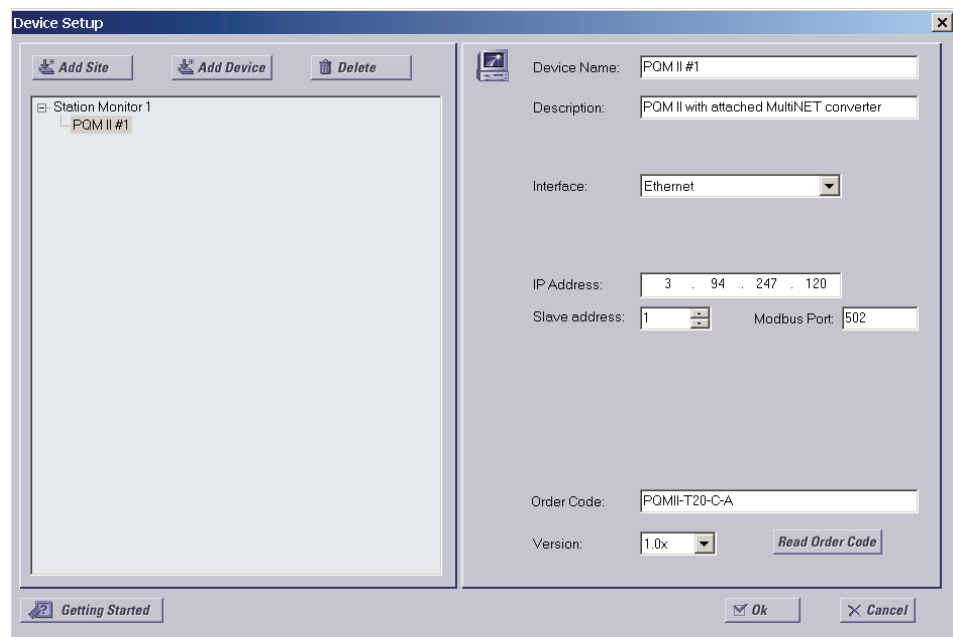 Device Setup
Add Site
Add Device
Delete
Station Monitor 1
PQM II #1
Device Name: PQM II #1
Description: PQM II with attached MultiNET converter
Interface: Ethernet
IP Address: 3 . 94 . 247 . 120
Slave address: 1 Modbus Port: 502
Order Code: PQMII-T20-C-A
Version: 1.0x Read Order Code
Getting Started
Ok
Cancel